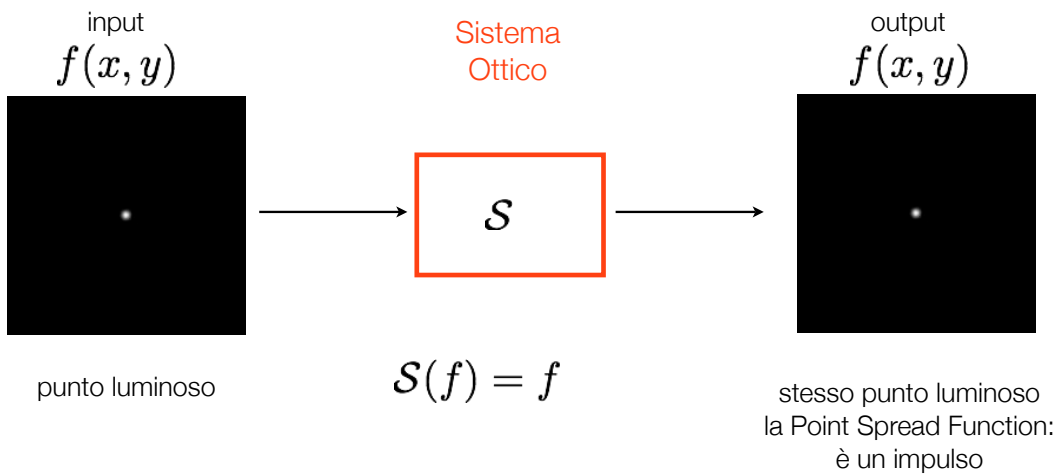 input
f(x, y)
Sistema
Ottico
output
f(x, y)
S
punto luminoso
S(f) = f
stesso punto luminoso
la Point Spread Function:
è un impulso